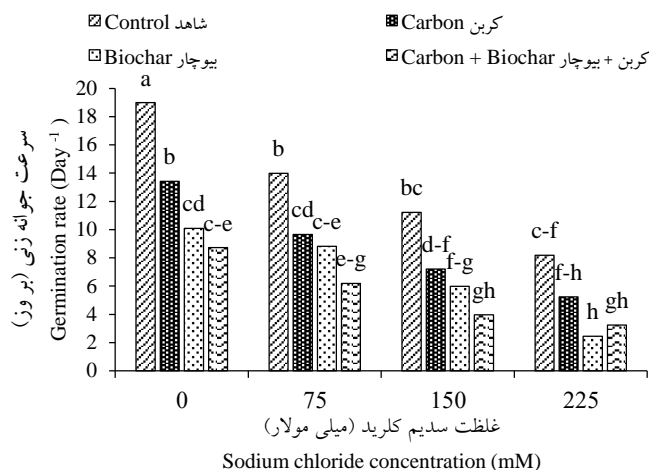 Control شاهد
Carbon کربن
Biochar بیوچار
Carbon + Biochar کربن + بیوچار
سرعت جوانه زنی (بر وز)
Germination rate (Day -1)
20
18
16
14
12
10
8
6
4
2
0
a
b
cd
c-e
b
cd
c-e
e-g
bc
d-f
f-g
gh
c-f
f-h
h
gh
0 75 150 225
غلظت سدیم کلرید (میلی مولار)
Sodium chloride concentration (mM)